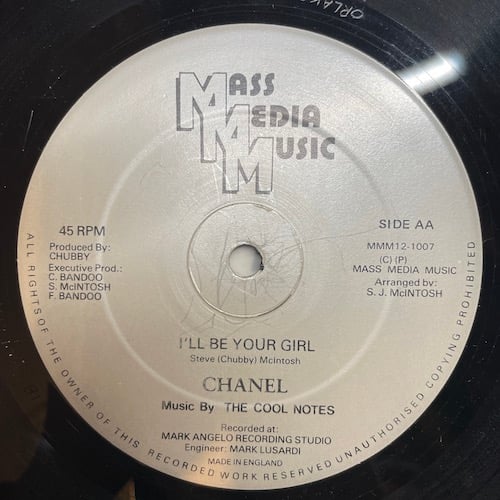 MASS
MEDIA
MUSIC
45 RPM
Produced By:
CHUBBY
Executive Prod.:
C. BANDOO
S. McINTOSH
F. BANDOO
SIDE AA
MMM12-1007
(C) (P)
MASS MEDIA MUSIC
Arranged by:
S. J. McINTOSH
I'LL BE YOUR GIRL
Steve (Chubby) McIntosh
CHANEL
Music By THE COOL NOTES
Recorded at:
MARK ANGELO RECORDING STUDIO
Engineer: MARK LUSARDI
MADE IN ENGLAND
ALL RIGHTS OF THE OWNER OF THIS RECORDED WORK RESERVED UNAUTHORISED COPYING PROHIBITED